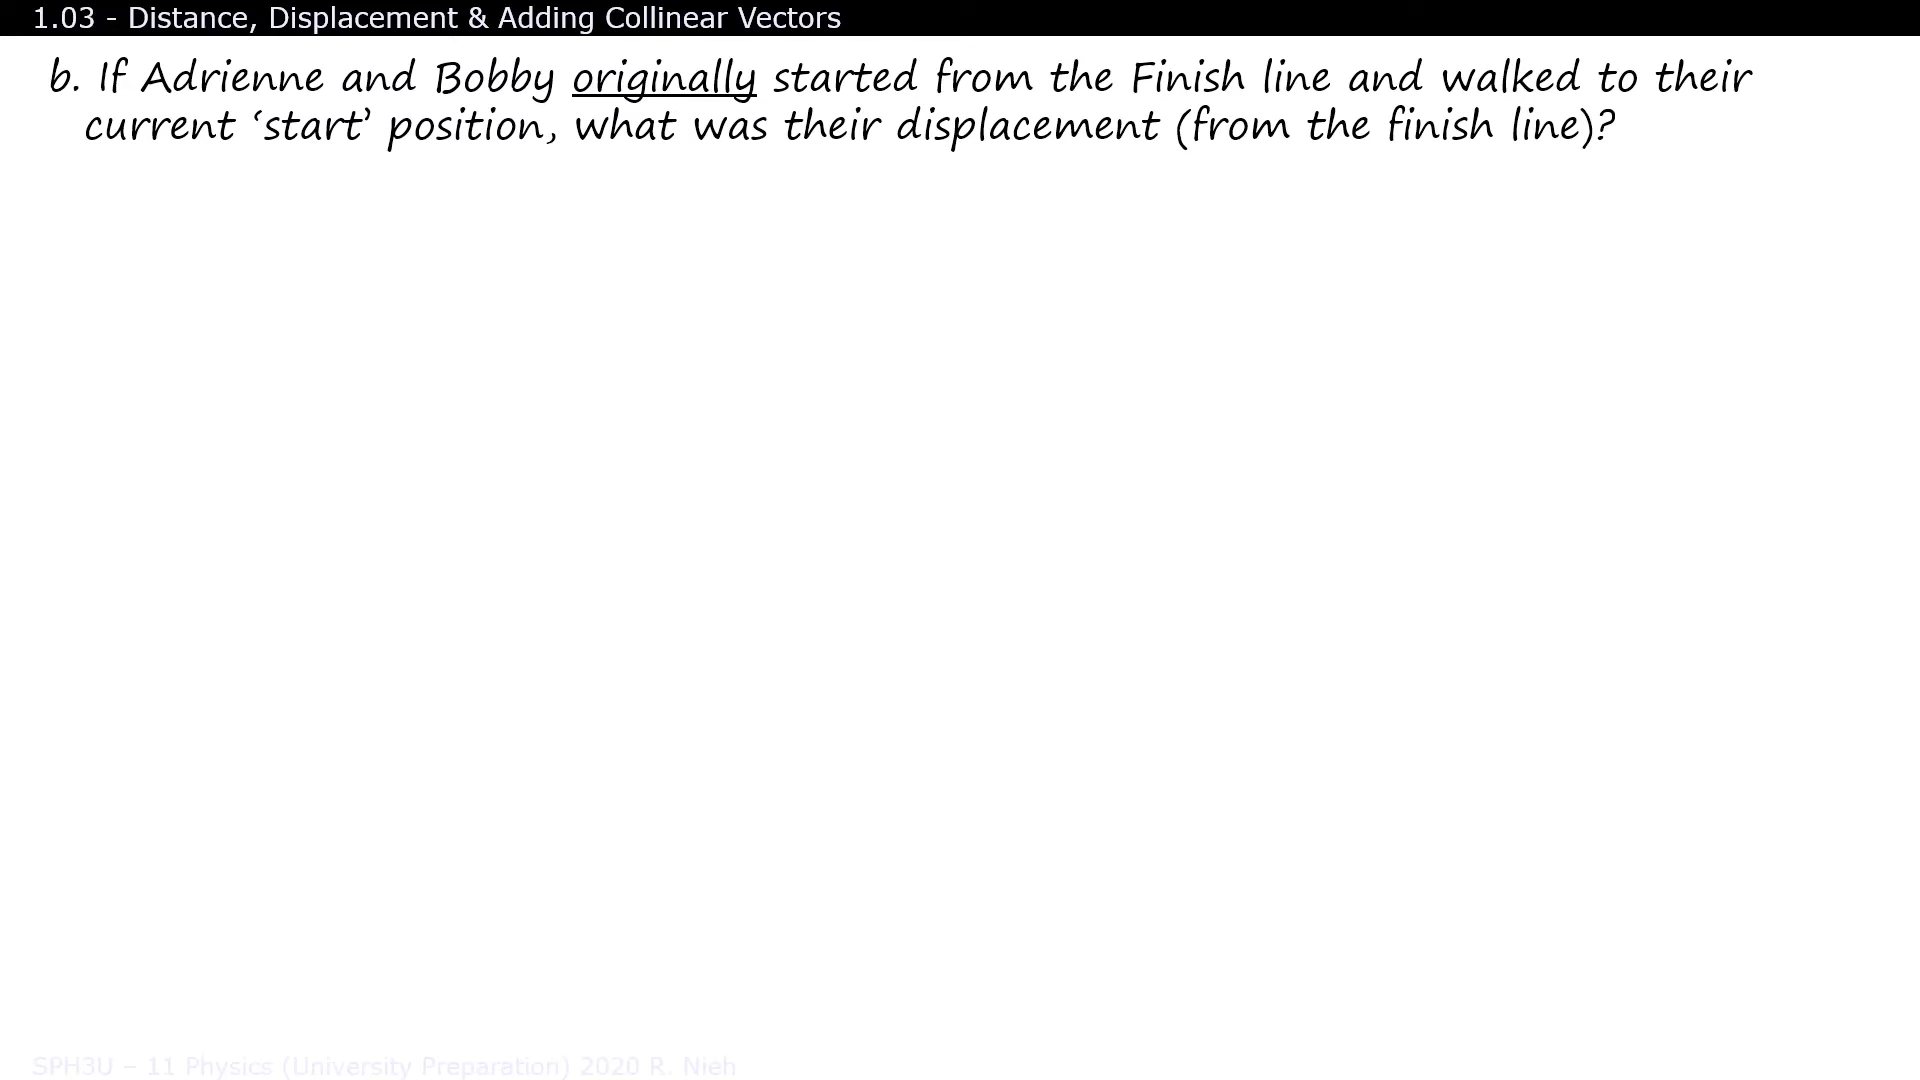 1.03 - Distance, Displacement & Adding Collinear Vectors
b. If Adrienne and Bobby originally started from the Finish line and walked to their
current ‘start’ position, what was their displacement (from the finish line)?
SPH3U – 11 Physics (University Preparation) 2020 R. Nieh